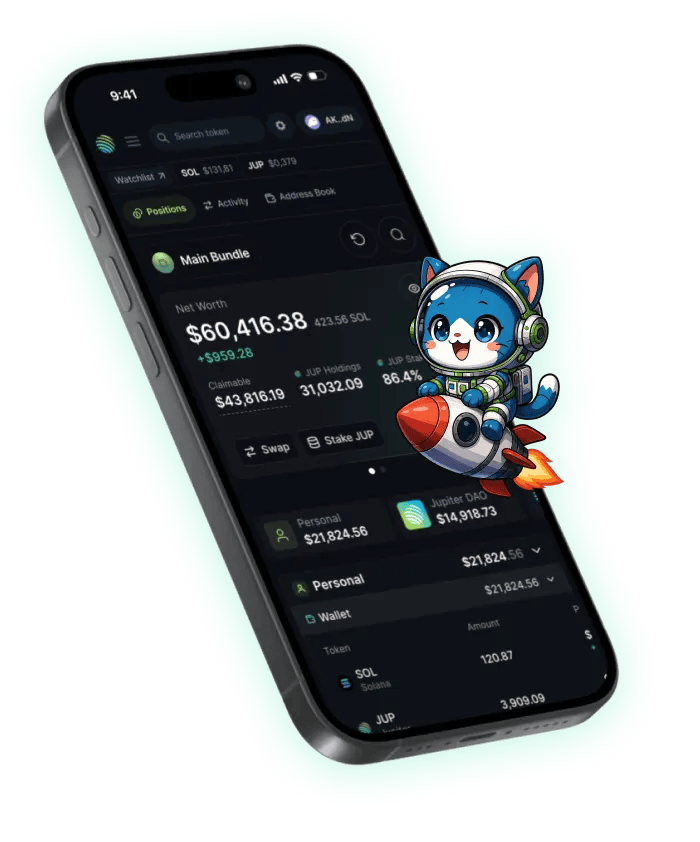 9:41
Search token
AK...dN
Watchlist SOL $131,81 JUP $0,379
Positions Activity Address Book
Main Bundle
Net Worth
$60,416.38 423.56 SOL
+$959.28
Claimable JUP Holdings JUP
$43,816.19 31,032.09 86.4%
Swap Stake JUP
Personal Jupiter DAO
$21,824.56 $14,918.73
Personal $21,824.56
Wallet $21,824.56
Token Amount P
SOL 120.87 $
Solana
JUP 3,909.09